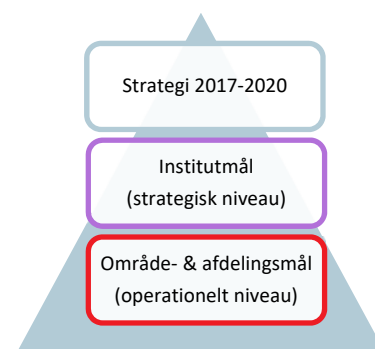 Strategi 2017-2020
Institutmål
(strategisk niveau)
Område- & afdelingsmål
(operationelt niveau)